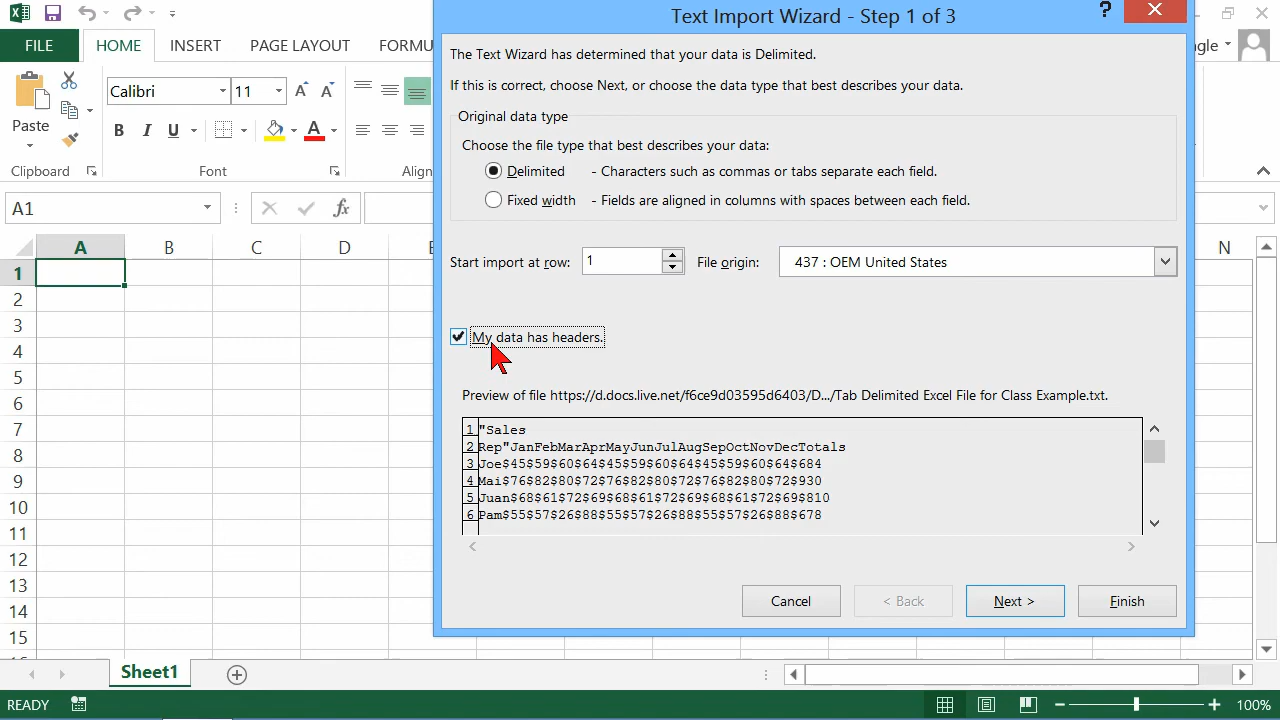 Text Import Wizard - Step 1 of 3
?
FILE
HOME
INSERT
PAGE LAYOUT
FORMU
gle
Calibri
11
A
A
Paste
B
I
U
A
Clipboard
Font
Align
A1
fx
A
B
C
D
E
N
1
2
3
4
5
6
7
8
9
10
11
12
13
14
15
The Text Wizard has determined that your data is Delimited.
If this is correct, choose Next, or choose the data type that best describes your data.
Original data type
Choose the file type that best describes your data:
Delimited - Characters such as commas or tabs separate each field.
Fixed width - Fields are aligned in columns with spaces between each field.
Start import at row: 1 File origin: 437 : OEM United States
My data has headers.
Preview of file https://d.docs.live.net/f6ce9d03595d6403/D.../Tab Delimited Excel File for Class Example.txt.
1 "Sales
2 Rep"JanFebMarAprMayJunJulAugSepOctNovDecTotals
3 Joe$45$59$60$64$45$59$60$64$45$59$60$64$684
4 Mai$76$82$80$72$76$82$80$72$76$82$80$72$930
5 Juan$68$61$72$69$68$61$72$69$68$61$72$69$810
6 Pam$55$57$26$88$55$57$26$88$55$57$26$88$678
Cancel
< Back
Next >
Finish
Sheet1
READY
100%